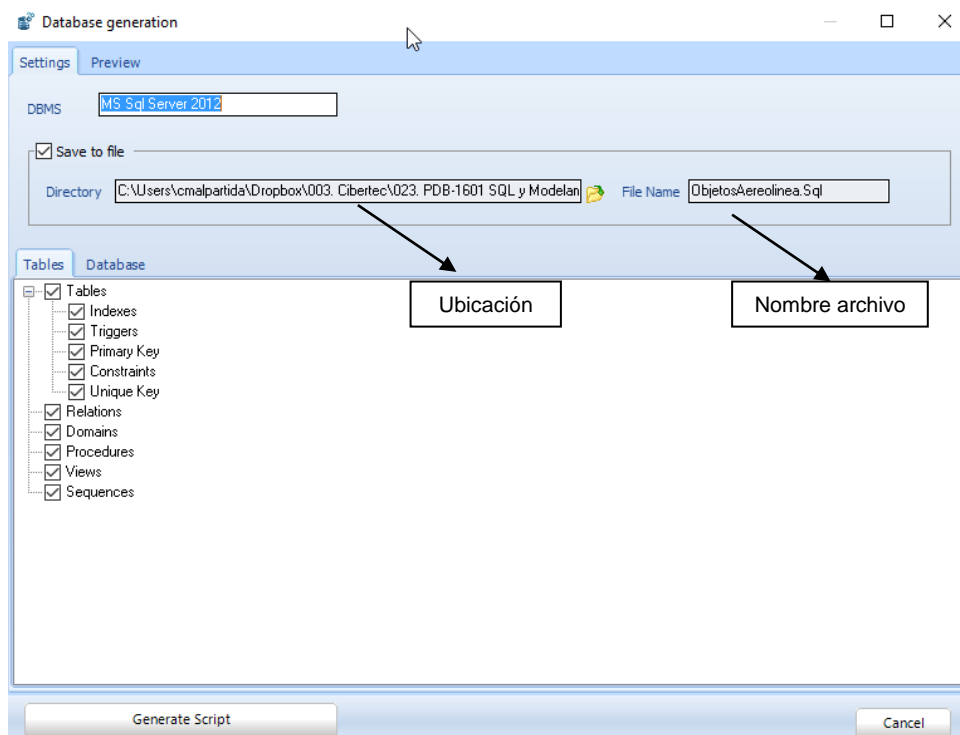 Database generation
Settings Preview
DBMS MS Sql Server 2012
Save to file
Directory C:\Users\cmalpartida\Dropbox\003. Cibertec\023. PDB-1601 SQL y Modelan File Name ObjetosAereolinea.Sql
Tables Database
Ubicación Nombre archivo
Tables
Indexes
Triggers
Primary Key
Constraints
Unique Key
Relations
Domains
Procedures
Views
Sequences
Generate Script Cancel